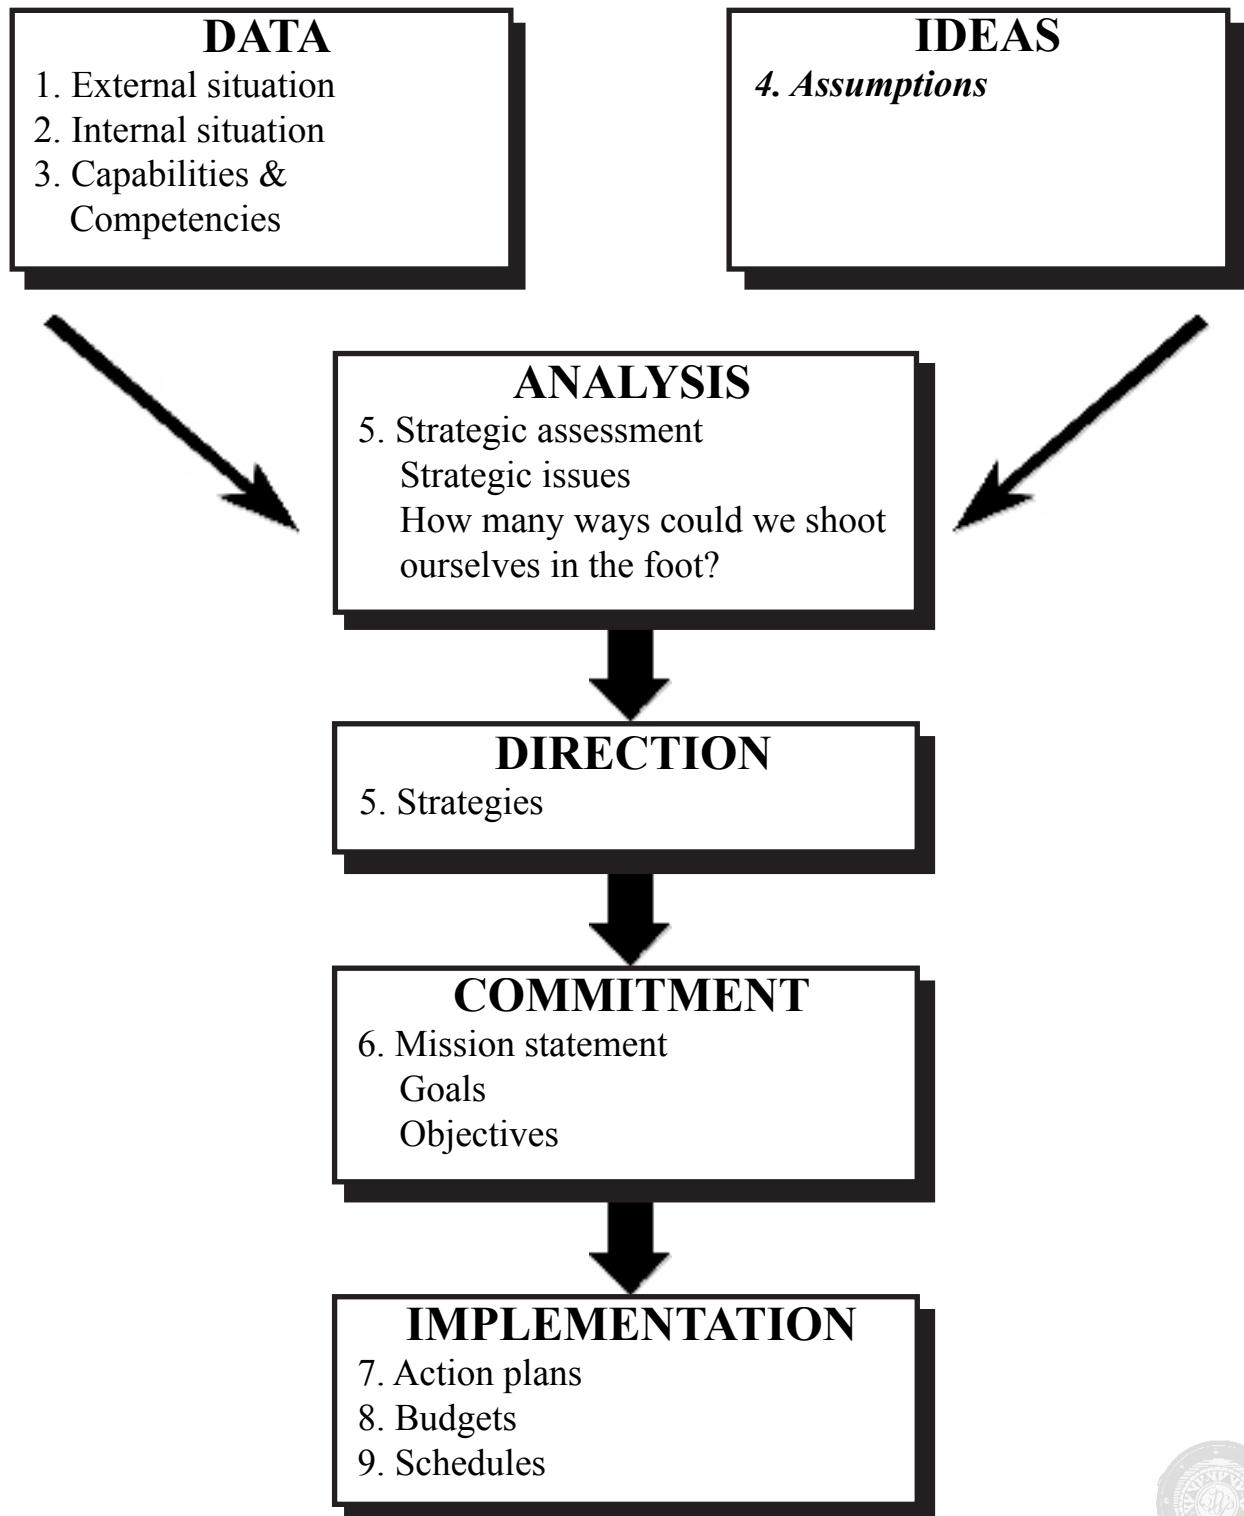 DATA
1. External situation
2. Internal situation
3. Capabilities &
Competencies
IDEAS
4. Assumptions
ANALYSIS
5. Strategic assessment
Strategic issues
How many ways could we shoot
ourselves in the foot?
DIRECTION
5. Strategies
COMMITMENT
6. Mission statement
Goals
Objectives
IMPLEMENTATION
7. Action plans
8. Budgets
9. Schedules